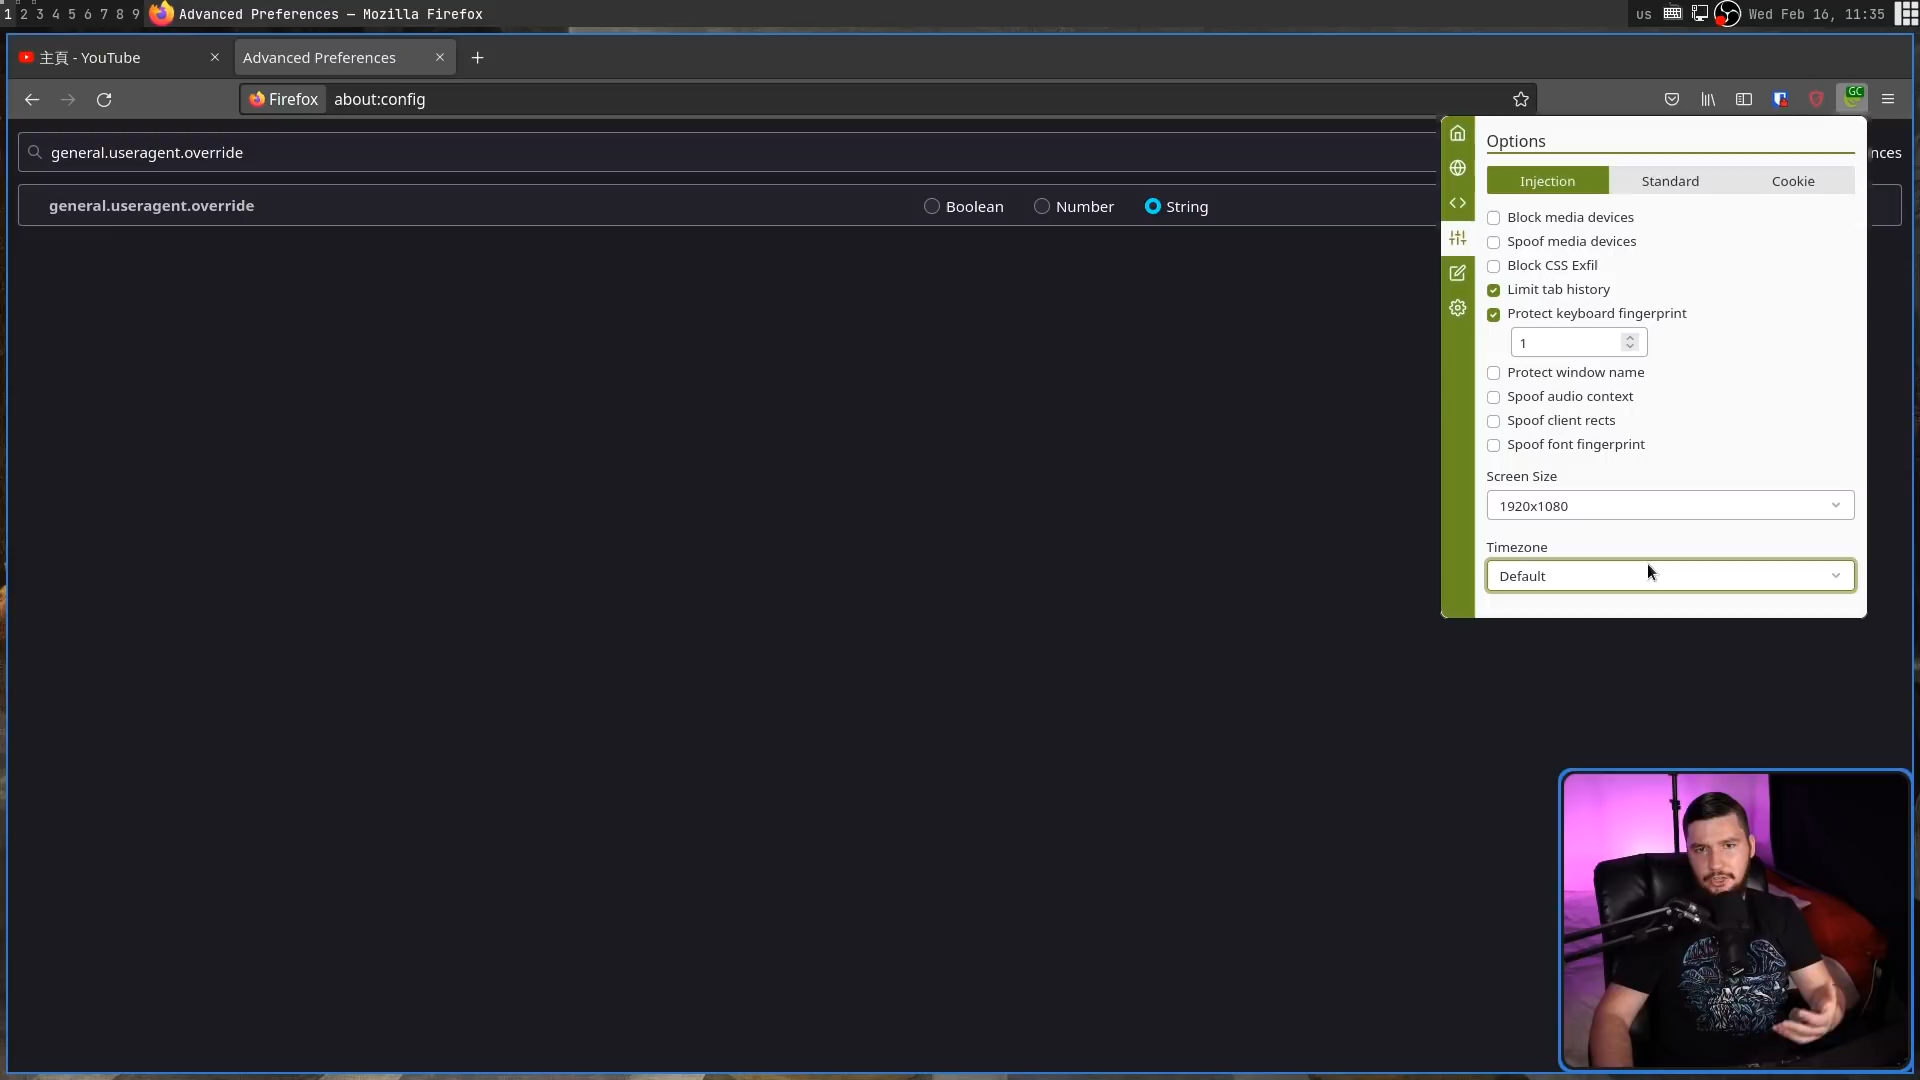 1 2 3 4 5 6 7 8 9 Advanced Preferences — Mozilla Firefox us Wed Feb 16, 11:35
主頁 - YouTube Advanced Preferences
Firefox about:config GC
general.useragent.override nces
general.useragent.override Boolean Number String
Options
Injection Standard Cookie
Block media devices
Spoof media devices
Block CSS Exfil
Limit tab history
Protect keyboard fingerprint
1
Protect window name
Spoof audio context
Spoof client rects
Spoof font fingerprint
Screen Size
1920x1080
Timezone
Default